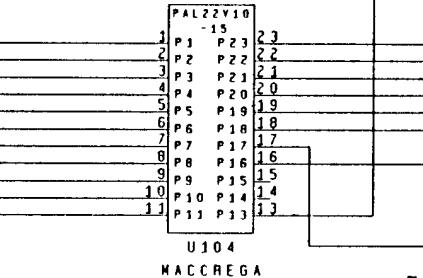 PAL22V10
-15
1 P1 P23 23
2 P2 P22 22
3 P3 P21 21
4 P4 P20 20
5 P5 P19 19
6 P6 P18 18
7 P7 P17 17
8 P8 P16 16
9 P9 P15 15
10 P10 P14 14
11 P11 P13 13
U104
MACCREGA